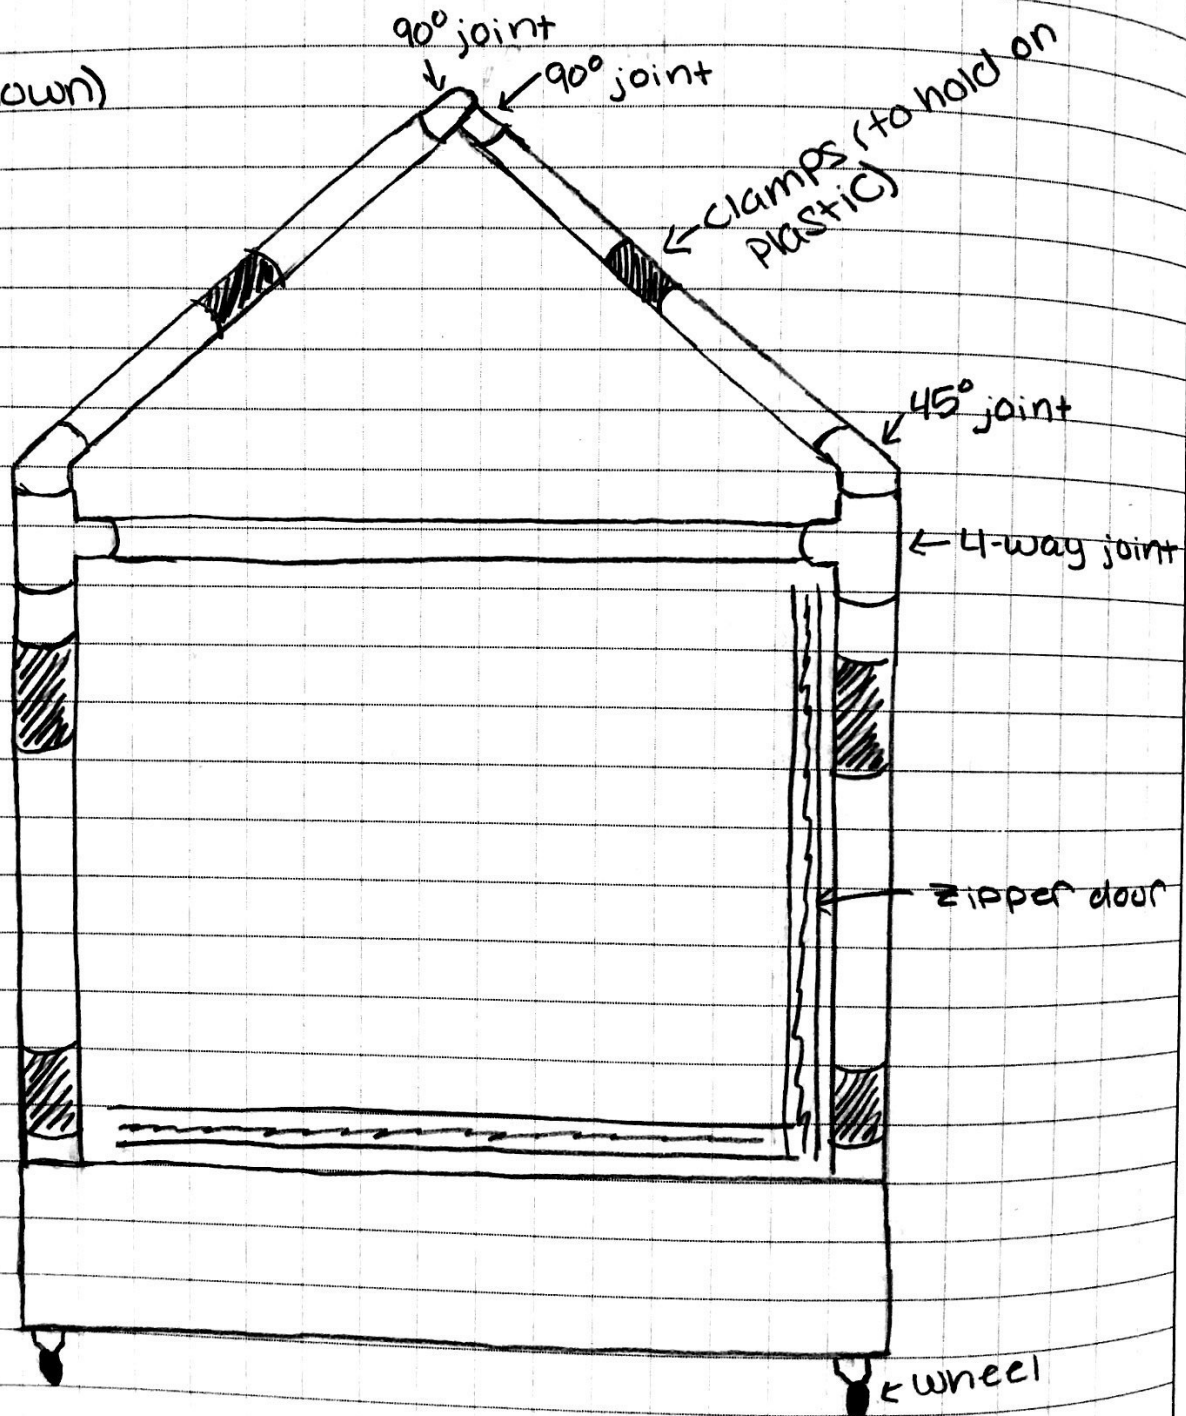 90° joint
90° joint
own)
clamps (to hold on
plastic)
45° joint
4-way joint
zipper door
wheel